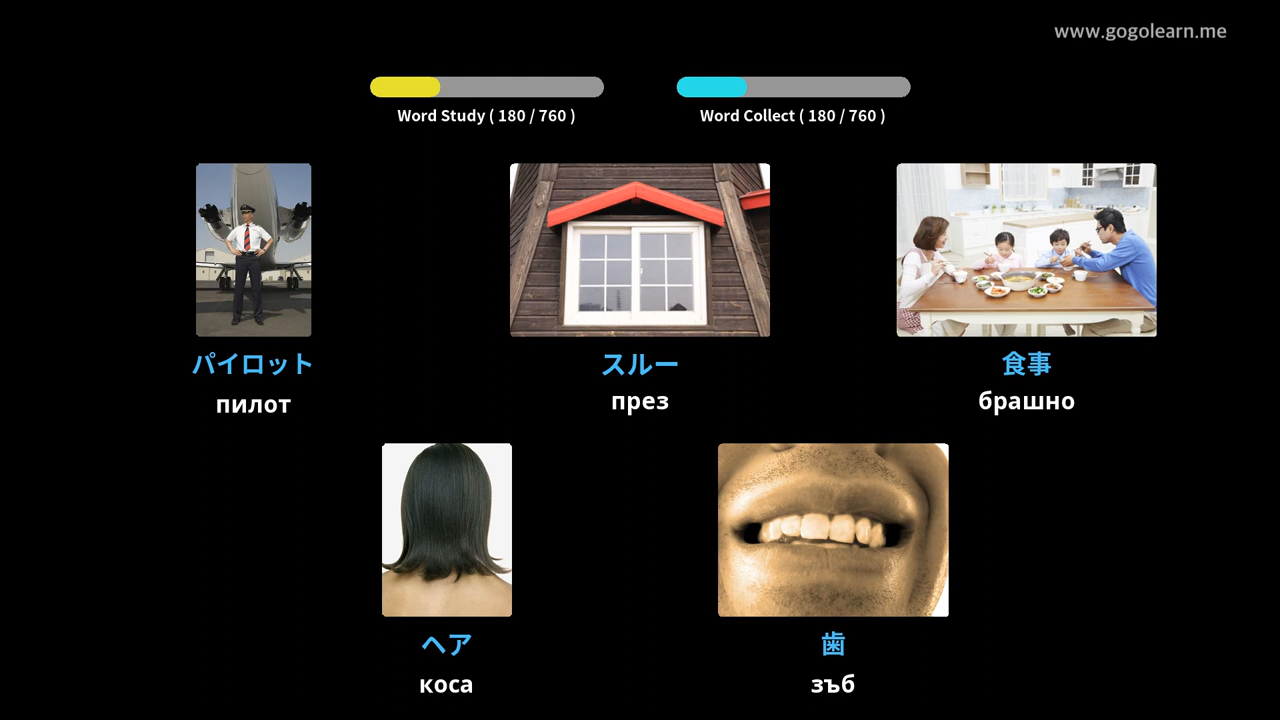 www.gogolearn.me
Word Study ( 180 / 760 )
Word Collect ( 180 / 760 )
パイロット
пилот
スルー
през
食事
брашно
ヘア
коса
歯
зъб